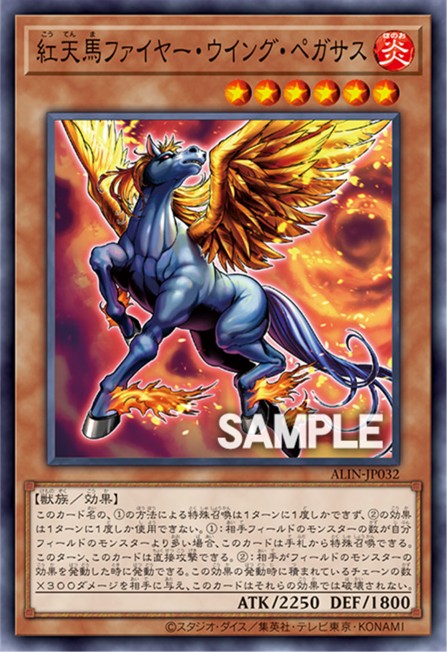 こうてんま
紅天馬ファイヤー・ウイング・ペガサス
ほのお
炎
SAMPLE
ALIN-JP032
【獣族／効果】
このカード名の、①の方法による特殊召喚は1ターンに1度しかできず、②の効果
は1ターンに1度しか使用できない。①：相手フィールドのモンスターの数が自分
フィールドのモンスターより多い場合、このカードは手札から特殊召喚できる。
このターン、このカードは直接攻撃できる。②：相手がフィールドのモンスターの
効果を発動した時に発動できる。この効果の発動時に積まれているチェーンの数
×300ダメージを相手に与え、このカードはそれらの効果では破壊されない。
ATK/2250 DEF/1800
©スタジオ・ダイス／集英社・テレビ東京・KONAMI